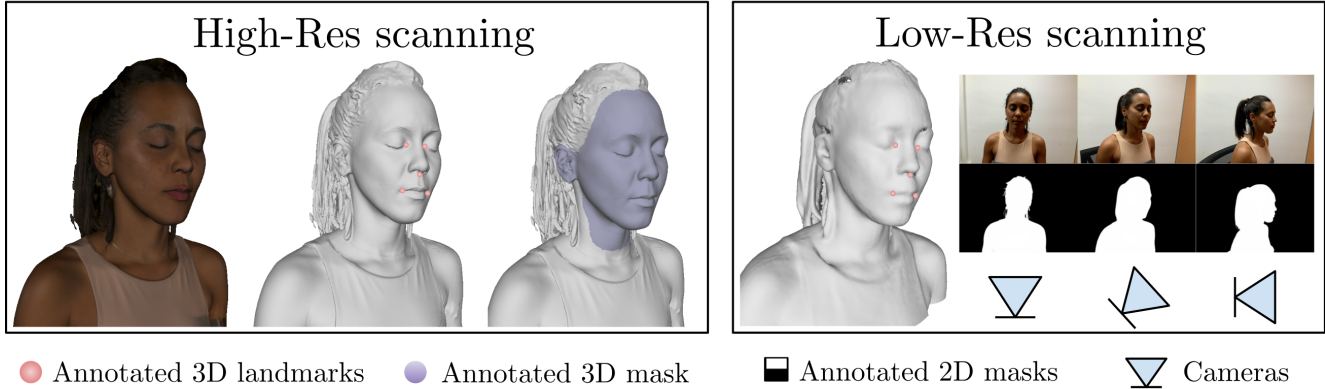 High-Res scanning
Low-Res scanning
Annotated 3D landmarks
Annotated 3D mask
Annotated 2D masks
Cameras